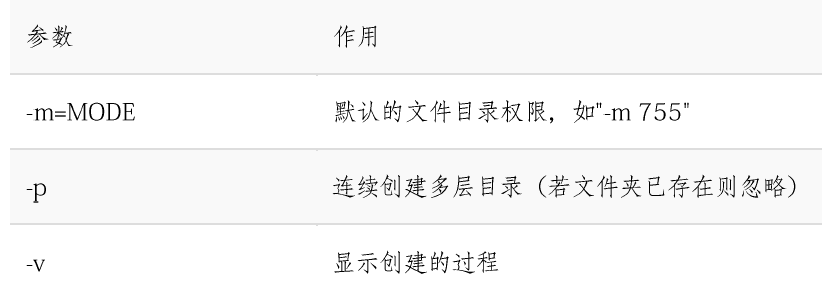 参数 作用
-m=MODE 默认的文件目录权限，如"-m 755"
-p 连续创建多层目录（若文件夹已存在则忽略）
-v 显示创建的过程